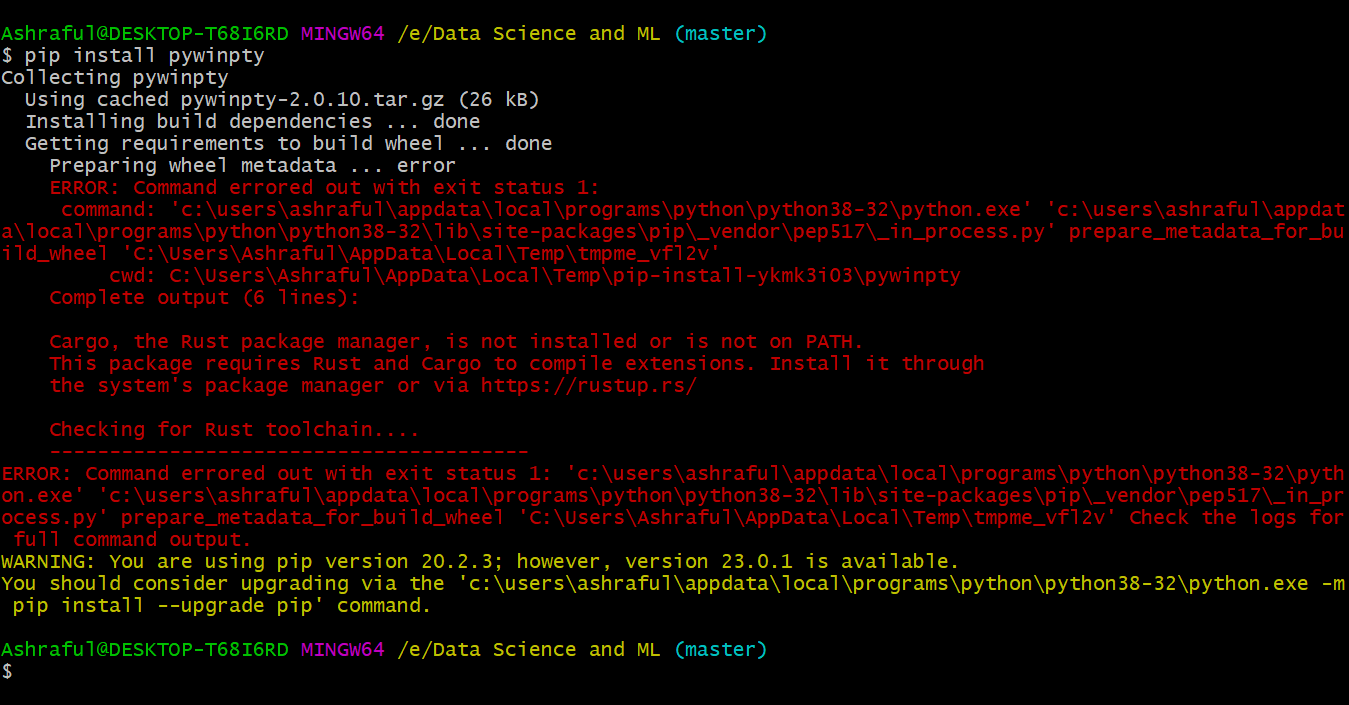 Ashraful@DESKTOP-T68I6RD MINGW64 /e/Data Science and ML (master)
$ pip install pywinpty
Collecting pywinpty
  Using cached pywinpty-2.0.10.tar.gz (26 kB)
  Installing build dependencies ... done
  Getting requirements to build wheel ... done
    Preparing wheel metadata ... error
    ERROR: Command errored out with exit status 1:
     command: 'c:\users\ashraful\appdata\local\programs\python\python38-32\python.exe' 'c:\users\ashraful\appdat
a\local\programs\python\python38-32\lib\site-packages\pip\_vendor\pep517\_in_process.py' prepare_metadata_for_bu
ild_wheel 'C:\Users\Ashraful\AppData\Local\Temp\tmpme_vfl2v'
         cwd: C:\Users\Ashraful\AppData\Local\Temp\pip-install-ykmk3i03\pywinpty
    Complete output (6 lines):

    Cargo, the Rust package manager, is not installed or is not on PATH.
    This package requires Rust and Cargo to compile extensions. Install it through
    the system's package manager or via https://rustup.rs/

    Checking for Rust toolchain....
    ----------------------------------------
ERROR: Command errored out with exit status 1: 'c:\users\ashraful\appdata\local\programs\python\python38-32\pyth
on.exe' 'c:\users\ashraful\appdata\local\programs\python\python38-32\lib\site-packages\pip\_vendor\pep517\_in_pr
ocess.py' prepare_metadata_for_build_wheel 'C:\Users\Ashraful\AppData\Local\Temp\tmpme_vfl2v' Check the logs for
 full command output.
WARNING: You are using pip version 20.2.3; however, version 23.0.1 is available.
You should consider upgrading via the 'c:\users\ashraful\appdata\local\programs\python\python38-32\python.exe -m
 pip install --upgrade pip' command.

Ashraful@DESKTOP-T68I6RD MINGW64 /e/Data Science and ML (master)
$